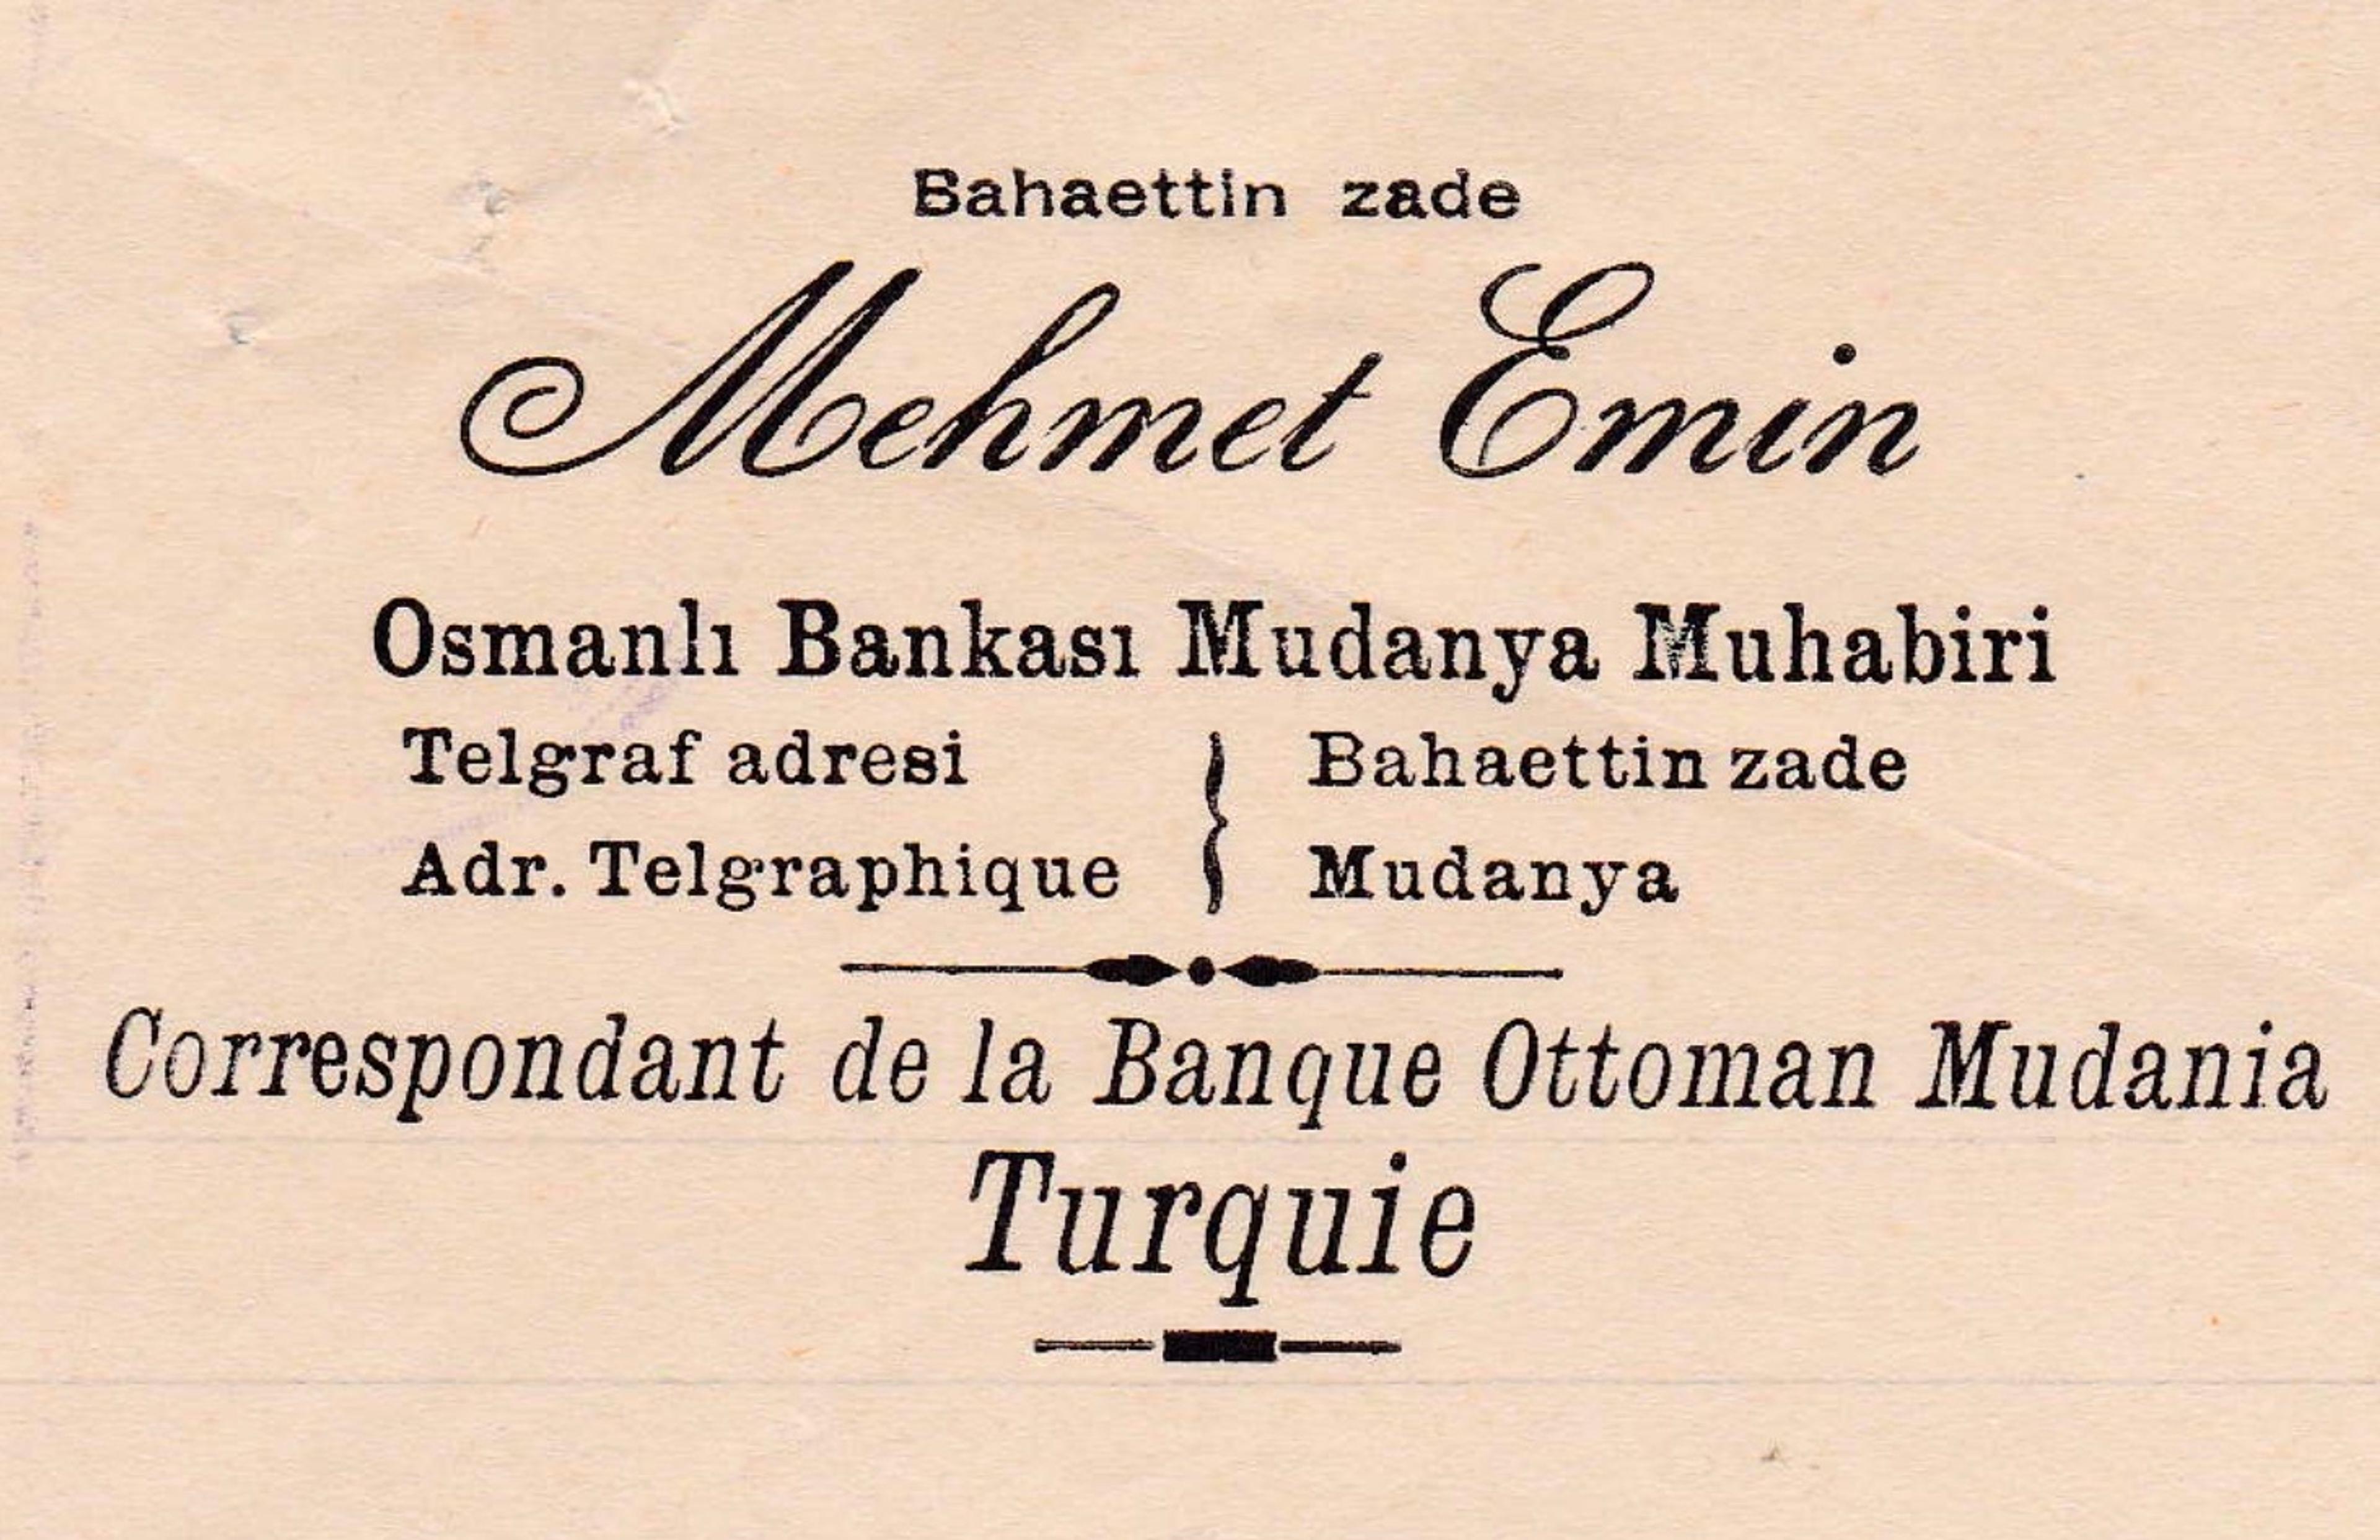 Bahaettin zade
Mehmet Emin
Osmanlı Bankası Mudanya Muhabiri
Telgraf adresi } Bahaettin zade
Adr. Telgraphique } Mudanya
Correspondant de la Banque Ottoman Mudania
Turquie